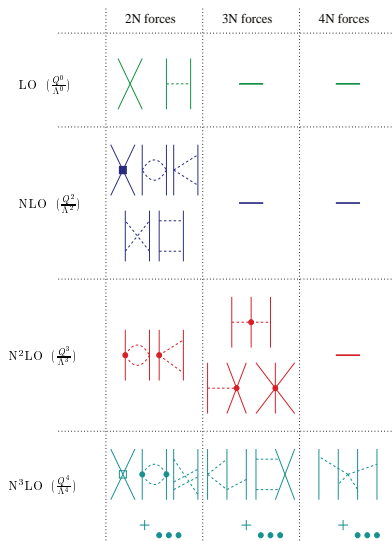 2N forces 3N forces 4N forces
LO (Q⁰/Λ⁰) — —
NLO (Q²/Λ²) — —
N²LO (Q³/Λ³) —
N³LO (Q⁴/Λ⁴)
+ ••• + ••• + •••